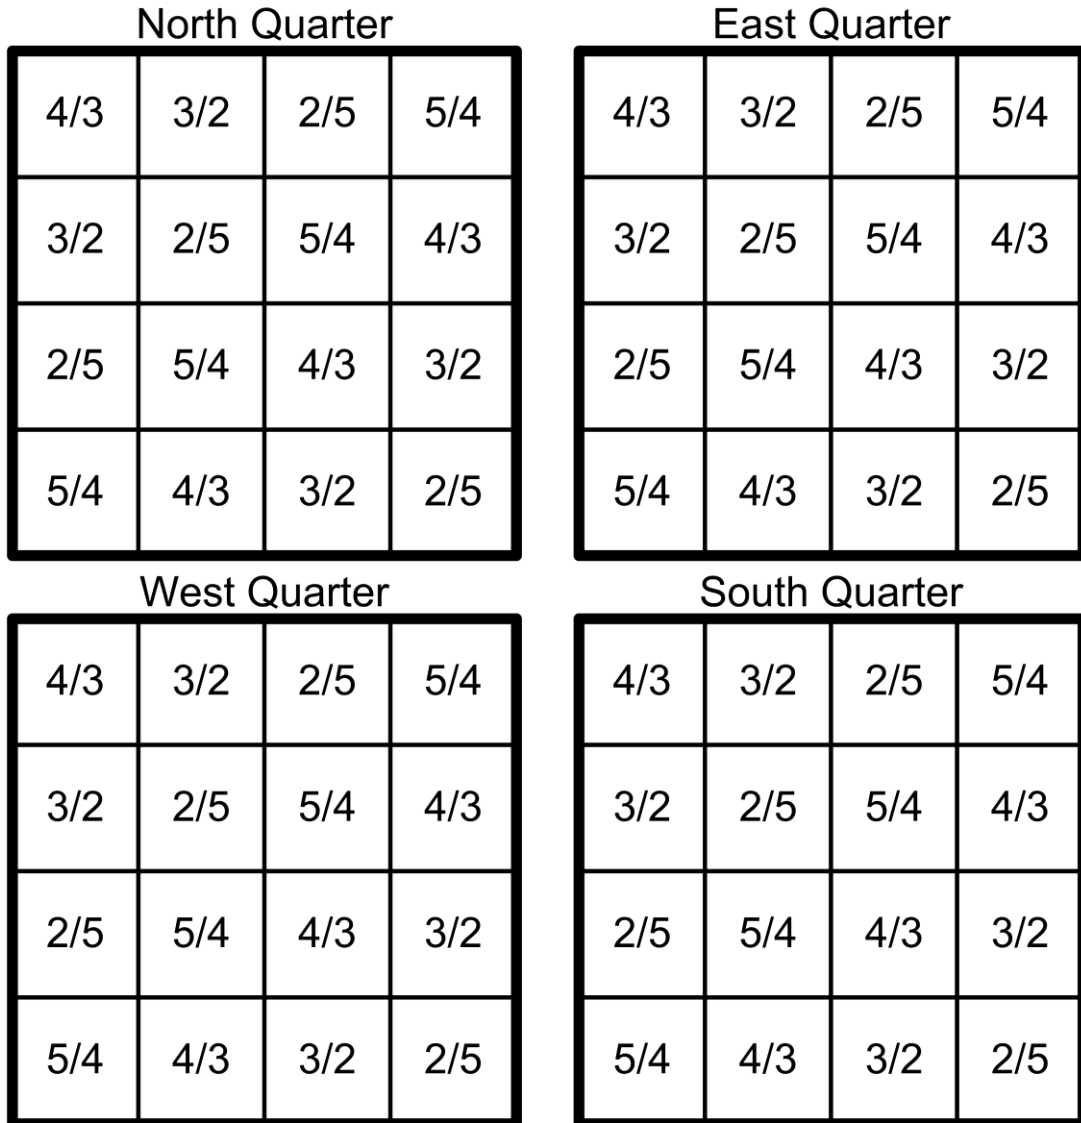 North Quarter
4/3 3/2 2/5 5/4
3/2 2/5 5/4 4/3
2/5 5/4 4/3 3/2
5/4 4/3 3/2 2/5
East Quarter
4/3 3/2 2/5 5/4
3/2 2/5 5/4 4/3
2/5 5/4 4/3 3/2
5/4 4/3 3/2 2/5
West Quarter
4/3 3/2 2/5 5/4
3/2 2/5 5/4 4/3
2/5 5/4 4/3 3/2
5/4 4/3 3/2 2/5
South Quarter
4/3 3/2 2/5 5/4
3/2 2/5 5/4 4/3
2/5 5/4 4/3 3/2
5/4 4/3 3/2 2/5